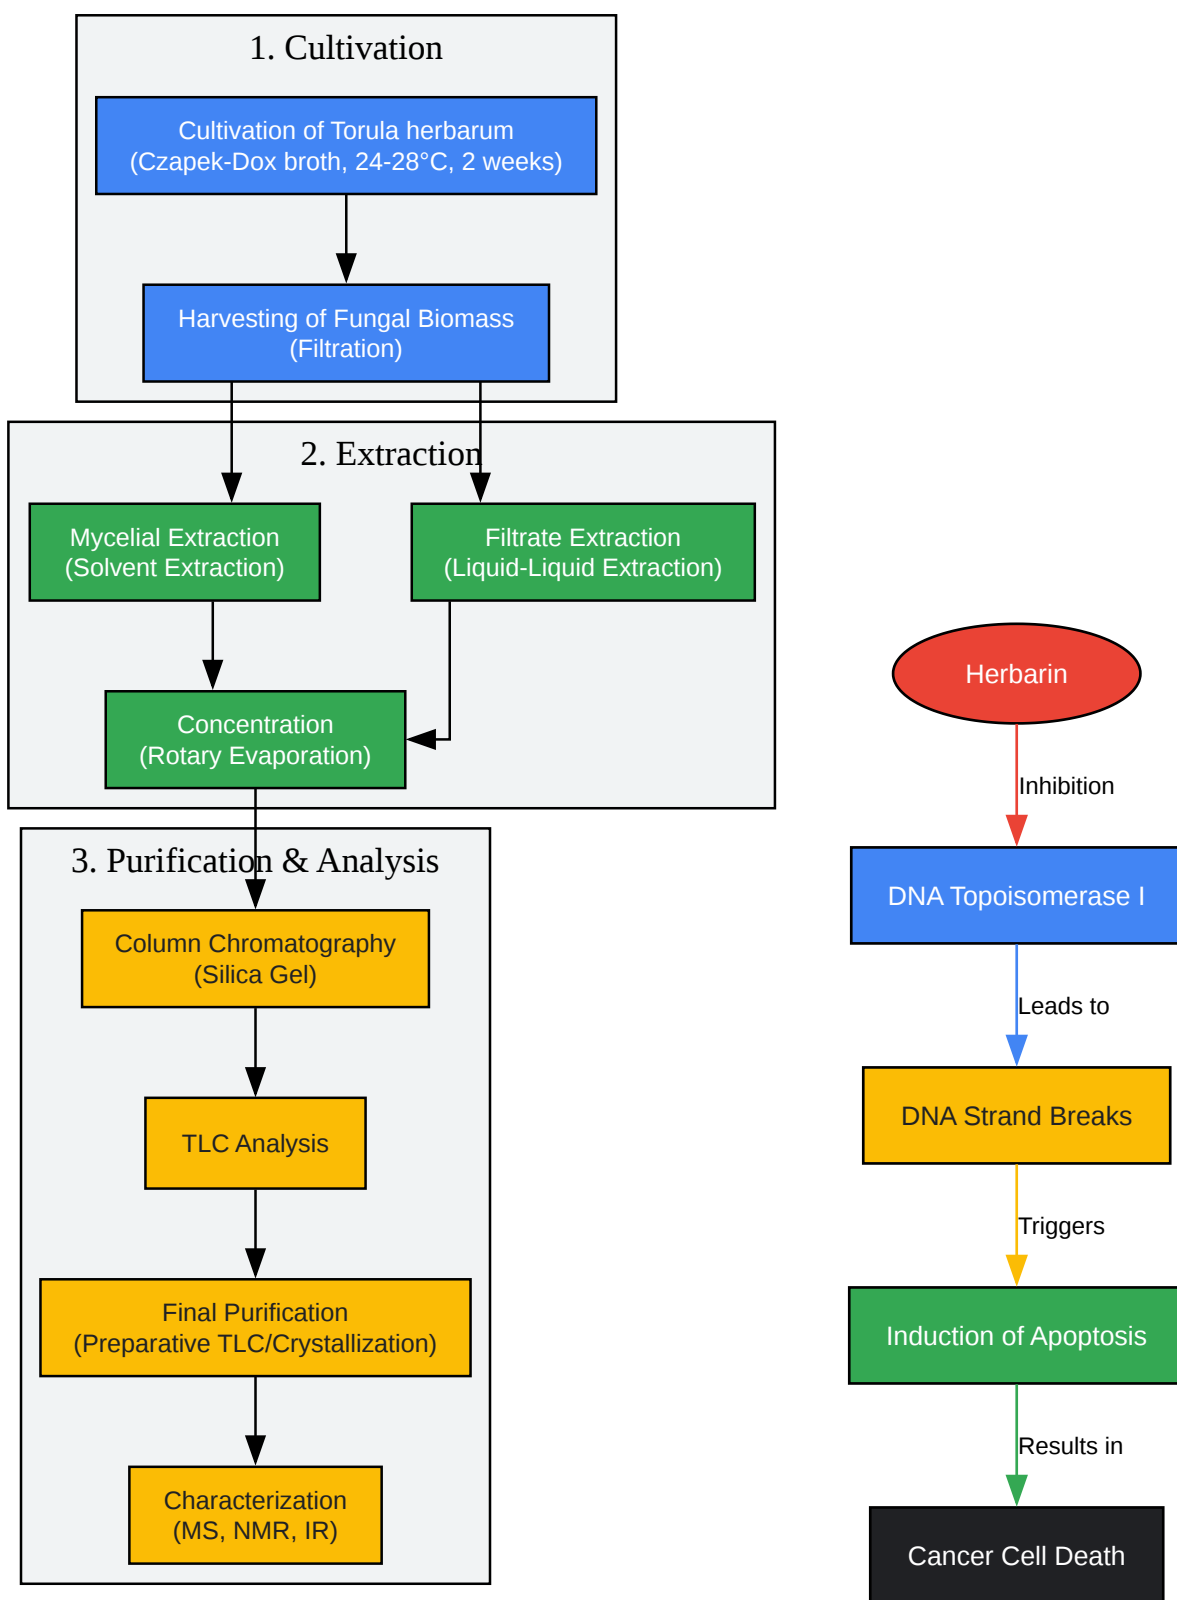 1. Cultivation
Cultivation of Torula herbarum
(Czapek-Dox broth, 24-28°C, 2 weeks)
Harvesting of Fungal Biomass
(Filtration)
2. Extraction
Mycelial Extraction
(Solvent Extraction)
Filtrate Extraction
(Liquid-Liquid Extraction)
Concentration
(Rotary Evaporation)
3. Purification & Analysis
Column Chromatography
(Silica Gel)
TLC Analysis
Final Purification
(Preparative TLC/Crystallization)
Characterization
(MS, NMR, IR)
Herbarin
Inhibition
DNA Topoisomerase I
Leads to
DNA Strand Breaks
Triggers
Induction of Apoptosis
Results in
Cancer Cell Death